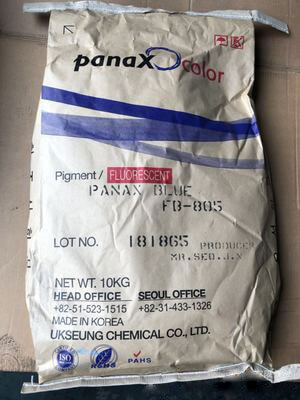 panaX color
Pigment / FLUORESCENT
PANAX BLUE
FB-805
LOT NO. 181865 PRODUCER
MR.SEO.J.N
NET WT. 10KG
HEAD OFFICE SEOUL OFFICE
+82-51-523-1515 +82-31-433-1326
MADE IN KOREA
UKSEUNG CHEMICAL CO., LTD.
ISO RoHS PAHS